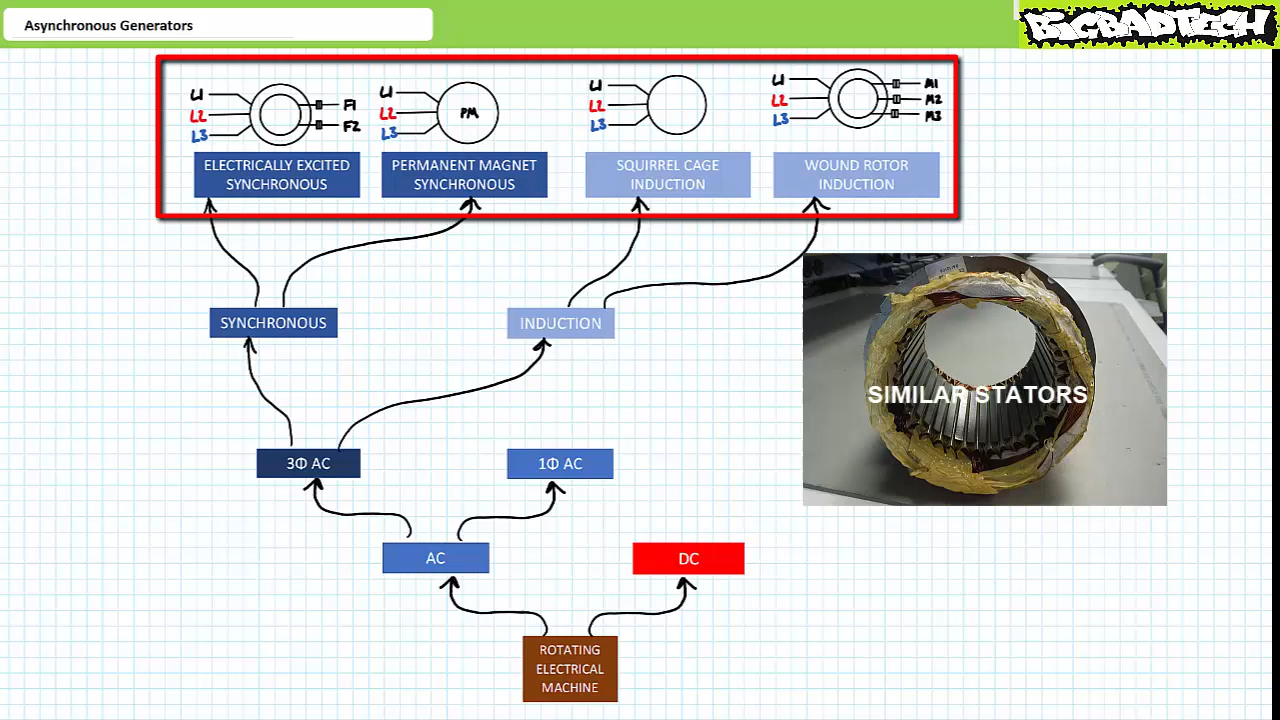 Asynchronous Generators
BIGBADTECH
L1
L2
L3
F1
F2
L1
L2
L3
PM
L1
L2
L3
L1
L2
L3
M1
M2
M3
ELECTRICALLY EXCITED
SYNCHRONOUS
PERMANENT MAGNET
SYNCHRONOUS
SQUIRREL CAGE
INDUCTION
WOUND ROTOR
INDUCTION
SYNCHRONOUS
INDUCTION
SIMILAR STATORS
3Φ AC
1Φ AC
AC
DC
ROTATING
ELECTRICAL
MACHINE